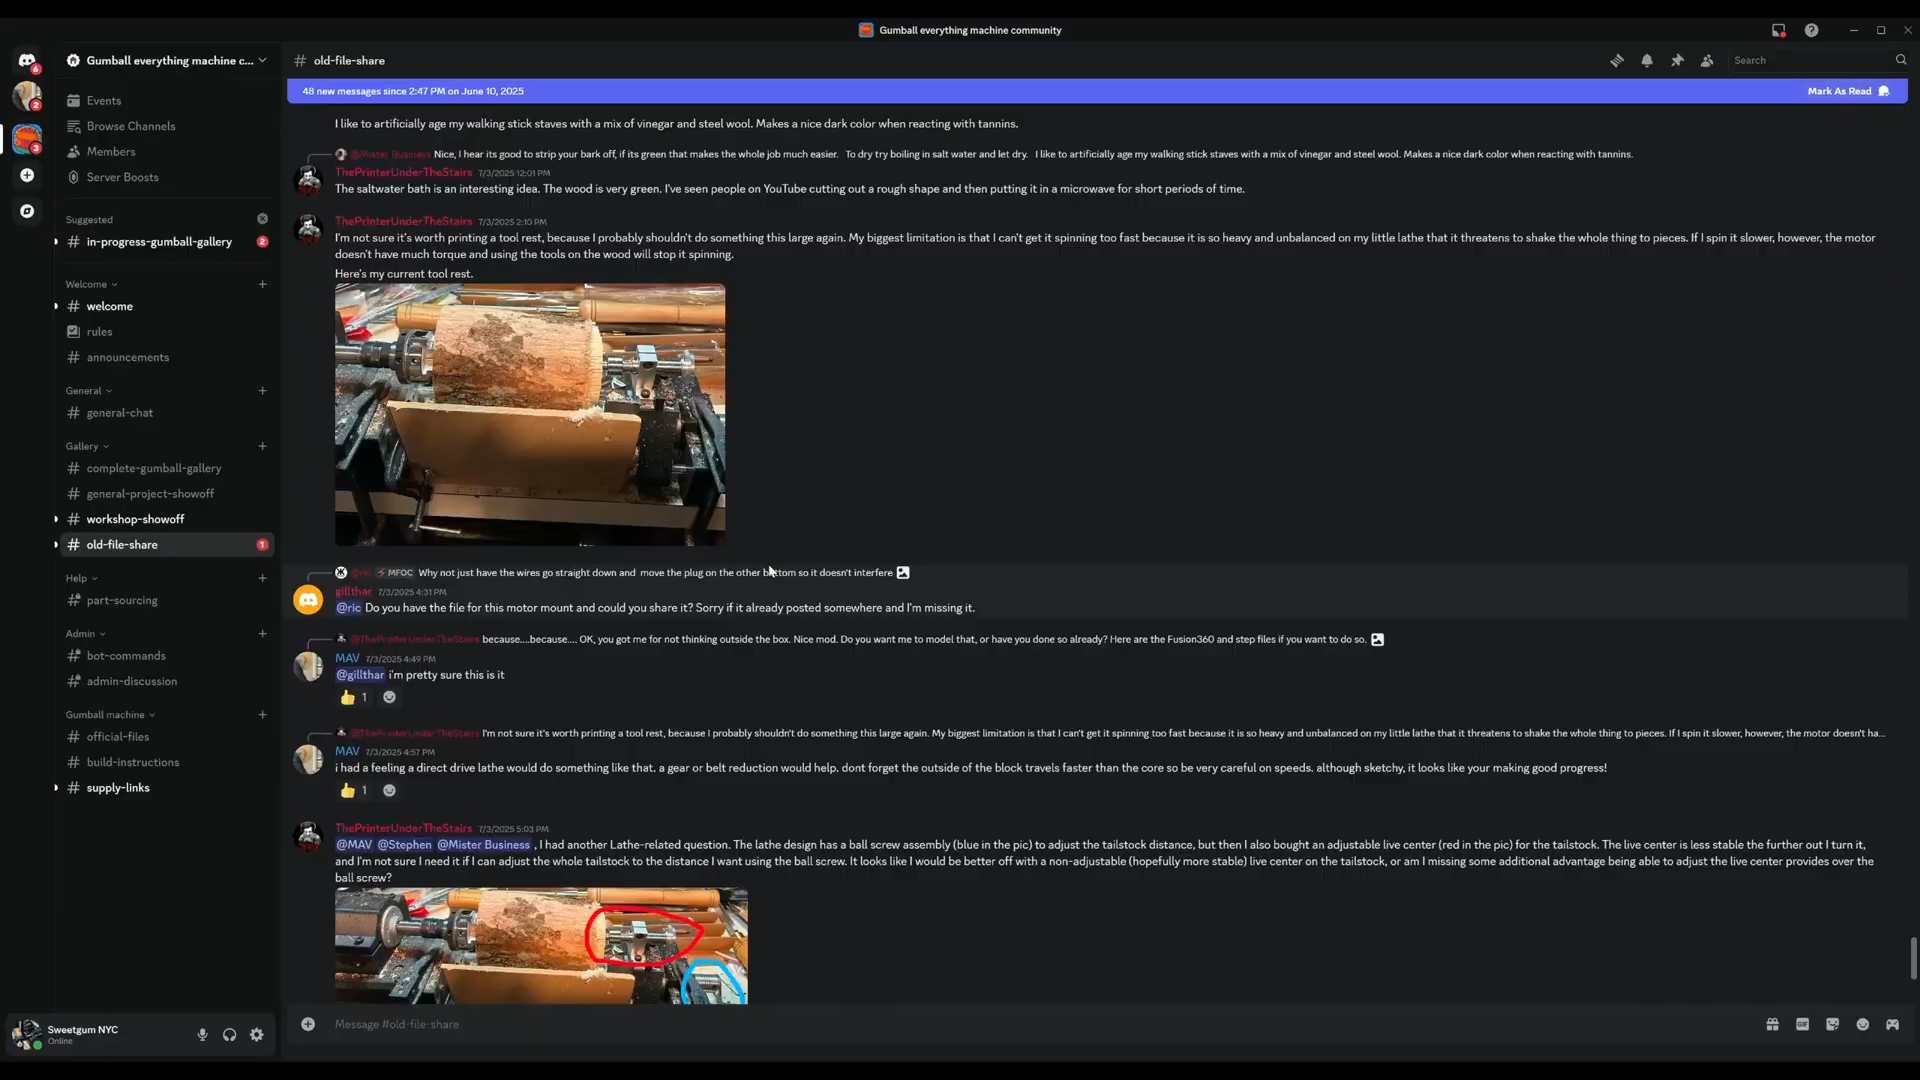 Gumball everything machine community
6
Gumball everything machine c...
# old-file-share
Search
2
48 new messages since 2:47 PM on June 10, 2025
Mark As Read
Events
I like to artificially age my walking stick staves with a mix of vinegar and steel wool. Makes a nice dark color when reacting with tannins.
Browse Channels
3
Members
@Mister Business Nice, I hear its good to strip your bark off, if its green that makes the whole job much easier. To dry try boiling in salt water and let dry. I like to artificially age my walking stick staves with a mix of vinegar and steel wool. Makes a nice dark color when reacting with tannins.
ThePrinterUnderTheStairs 7/3/2025 12:01 PM
Server Boosts
The saltwater bath is an interesting idea. The wood is very green. I've seen people on YouTube cutting out a rough shape and then putting it in a microwave for short periods of time.
Suggested
ThePrinterUnderTheStairs 7/3/2025 2:10 PM
# in-progress-gumball-gallery 2
I'm not sure it's worth printing a tool rest, because I probably shouldn't do something this large again. My biggest limitation is that I can't get it spinning too fast because it is so heavy and unbalanced on my little lathe that it threatens to shake the whole thing to pieces. If I spin it slower, however, the motor
doesn't have much torque and using the tools on the wood will stop it spinning.
Here's my current tool rest.
Welcome
# welcome
rules
# announcements
General
# general-chat
Gallery
# complete-gumball-gallery
# general-project-showoff
# workshop-showoff
# old-file-share 1
Help
# part-sourcing
Admin
# bot-commands
# admin-discussion
Gumball machine
# official-files
# build-instructions
# supply-links
@ric MFOC Why not just have the wires go straight down and move the plug on the other bottom so it doesn't interfere
gillthar 7/3/2025 4:31 PM
@ric Do you have the file for this motor mount and could you share it? Sorry if it already posted somewhere and I'm missing it.
@ThePrinterUnderTheStairs because....because.... OK, you got me for not thinking outside the box. Nice mod. Do you want me to model that, or have you done so already? Here are the Fusion360 and step files if you want to do so.
MAV 7/3/2025 4:49 PM
@gillthar i'm pretty sure this is it
1
@ThePrinterUnderTheStairs I'm not sure it's worth printing a tool rest, because I probably shouldn't do something this large again. My biggest limitation is that I can't get it spinning too fast because it is so heavy and unbalanced on my little lathe that it threatens to shake the whole thing to pieces. If I spin it slower, however, the motor doesn't ha...
MAV 7/3/2025 4:57 PM
i had a feeling a direct drive lathe would do something like that. a gear or belt reduction would help. dont forget the outside of the block travels faster than the core so be very careful on speeds. although sketchy, it looks like your making good progress!
1
ThePrinterUnderTheStairs 7/3/2025 5:03 PM
@MAV @Stephen @Mister Business , I had another Lathe-related question. The lathe design has a ball screw assembly (blue in the pic) to adjust the tailstock distance, but then I also bought an adjustable live center (red in the pic) for the tailstock. The live center is less stable the further out I turn it,
and I'm not sure I need it if I can adjust the whole tailstock to the distance I want using the ball screw. It looks like I would be better off with a non-adjustable (hopefully more stable) live center on the tailstock, or am I missing some additional advantage being able to adjust the live center provides over the
ball screw?
Sweetgum NYC
Online
Message #old-file-share
GIF